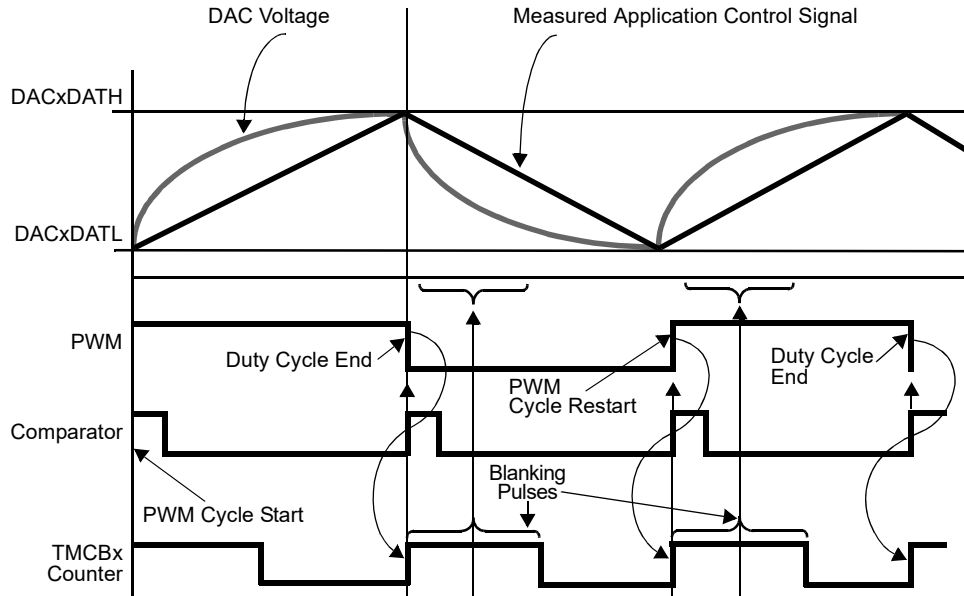 DAC Voltage
Measured Application Control Signal
DACxDATH
DACxDATL
PWM
Duty Cycle End
PWM
Cycle Restart
Duty Cycle
End
Comparator
Blanking
Pulses
PWM Cycle Start
TMCBx
Counter